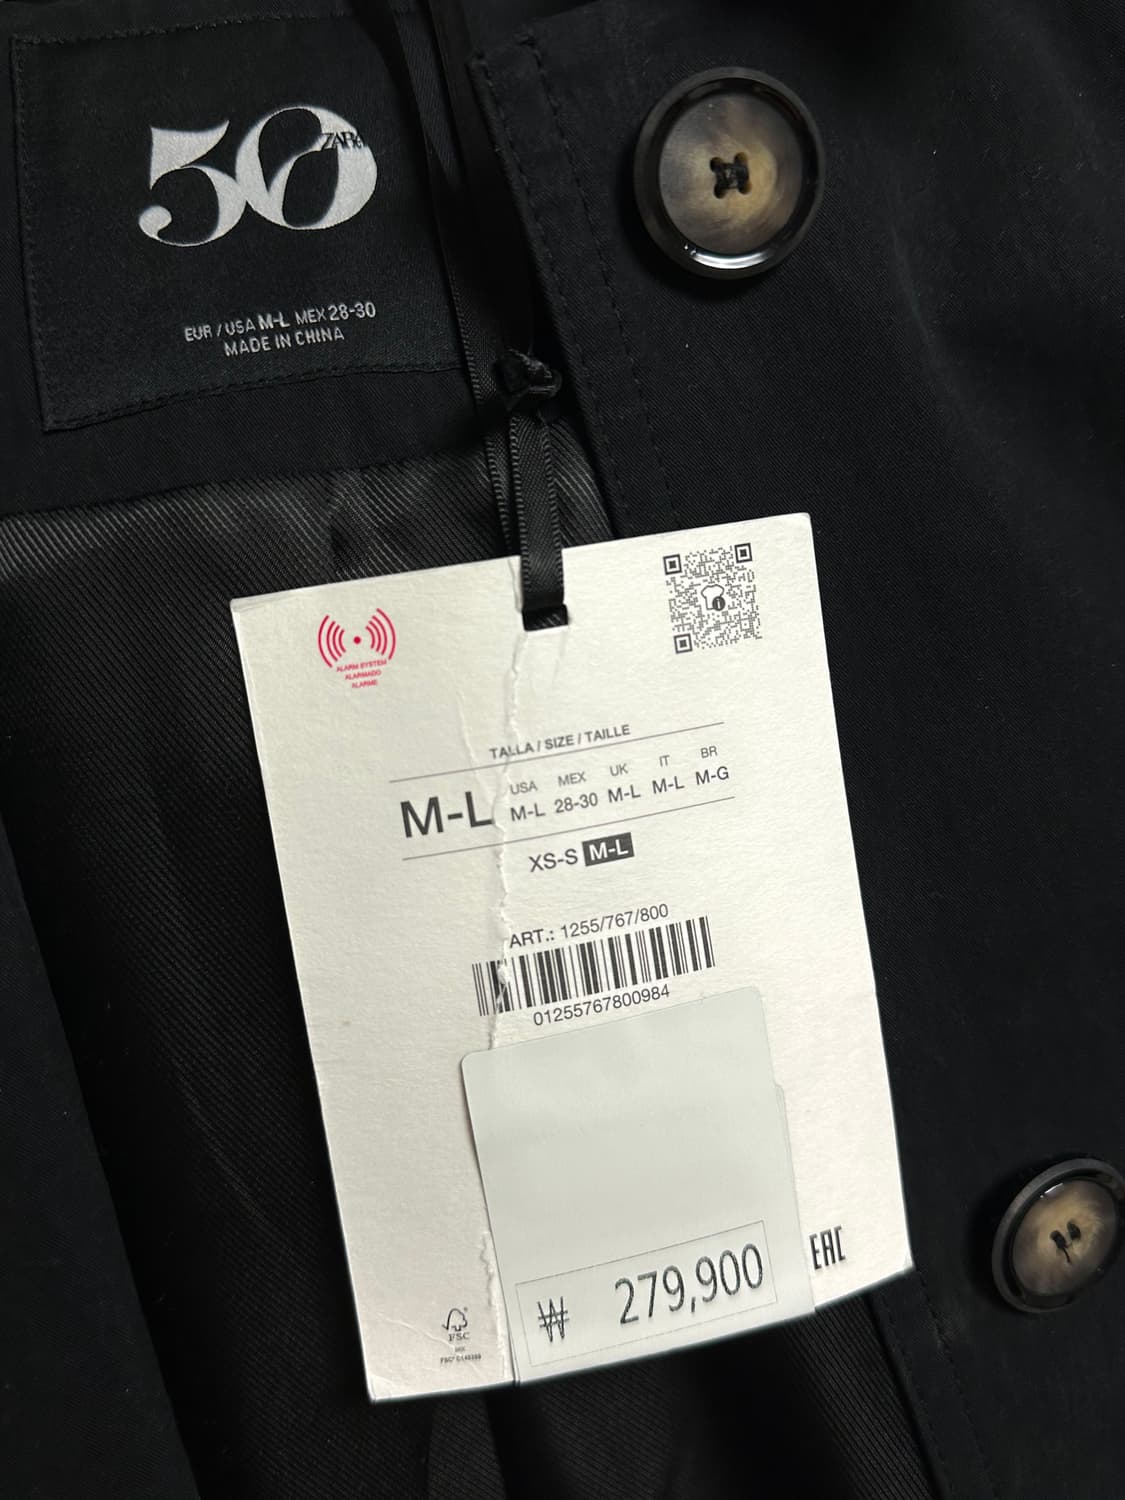 50
ZARA
EUR / USA M-L MEX 28-30
MADE IN CHINA
ALARM SYSTEM
ALARMADO
ALARME
TALLA / SIZE / TAILLE
M-L
USA MEX UK IT BR
M-L 28-30 M-L M-L M-G
XS-S M-L
ART.: 1255/767/800
01255767800984
₩ 279,900
EAC
FSC
MIX